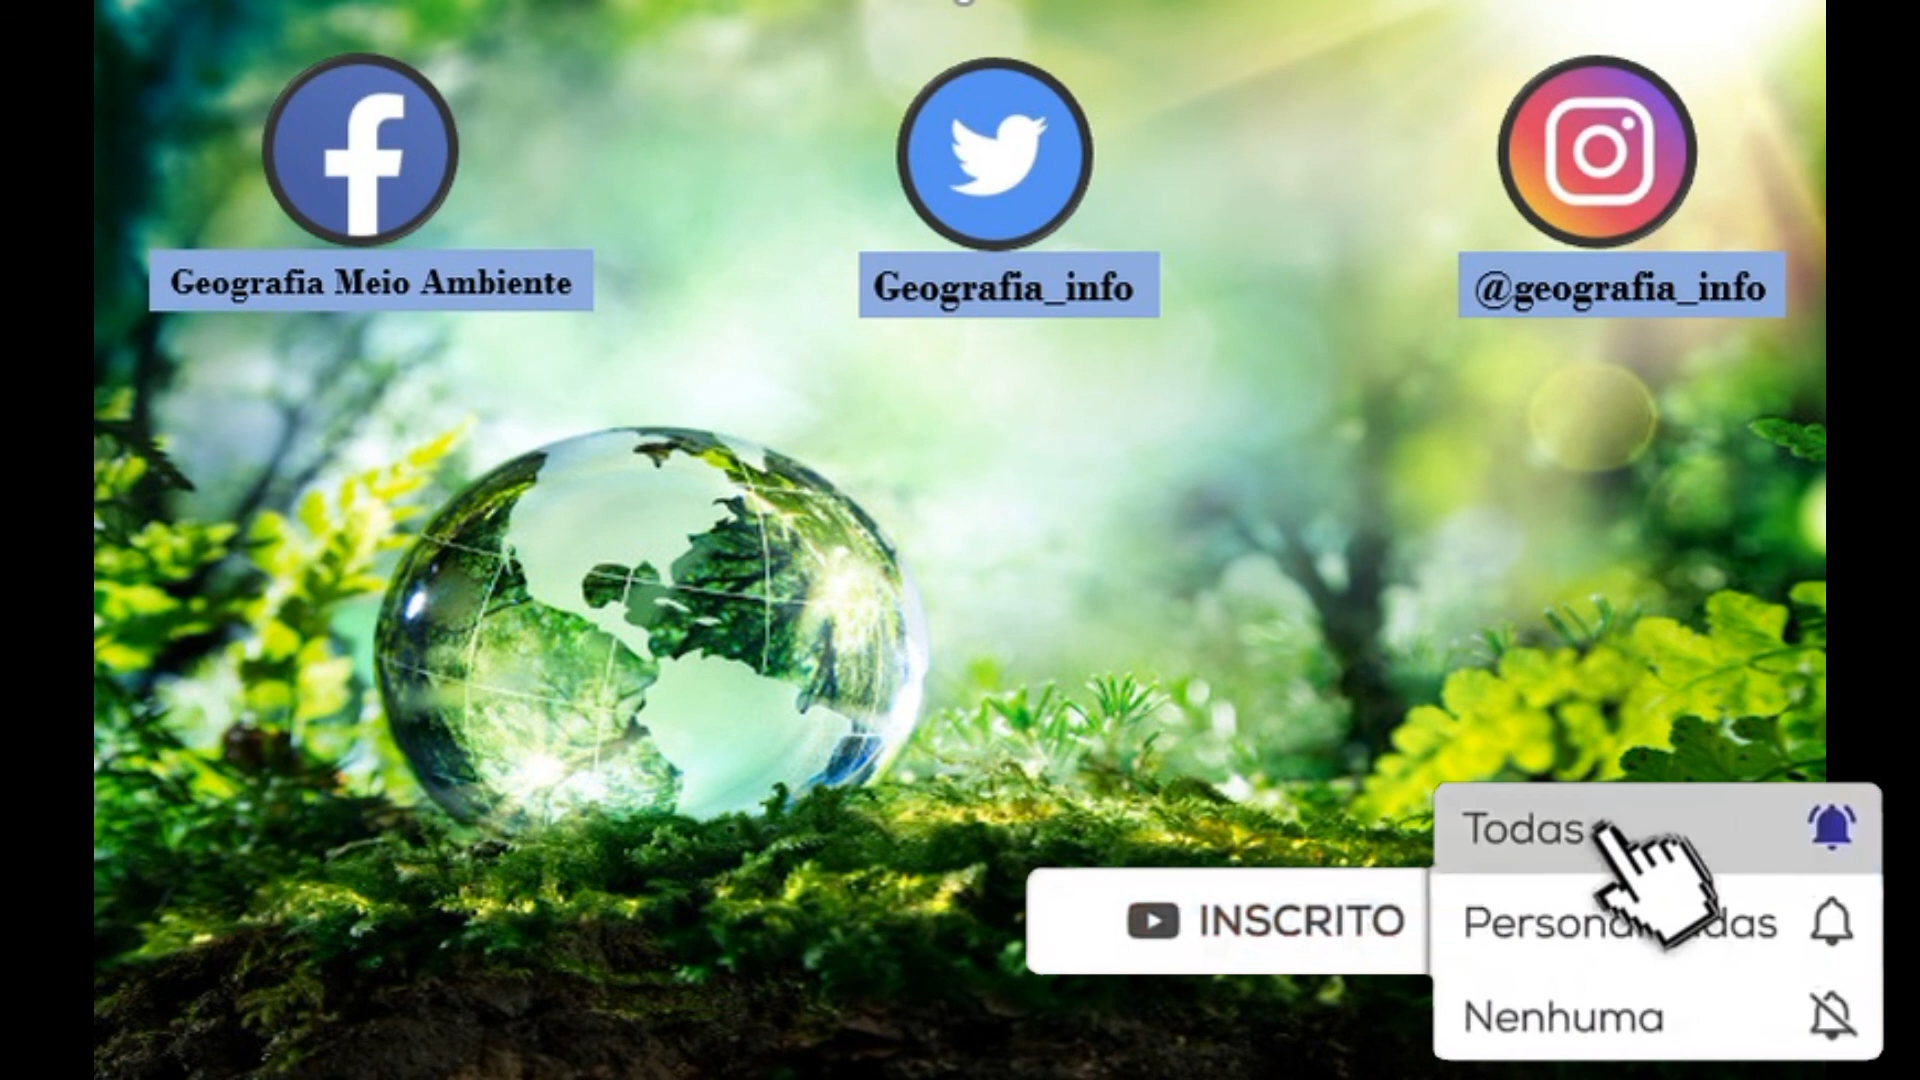 Geografia Meio Ambiente
Geografia_info
@geografia_info
Todas
INSCRITO
Nenhuma